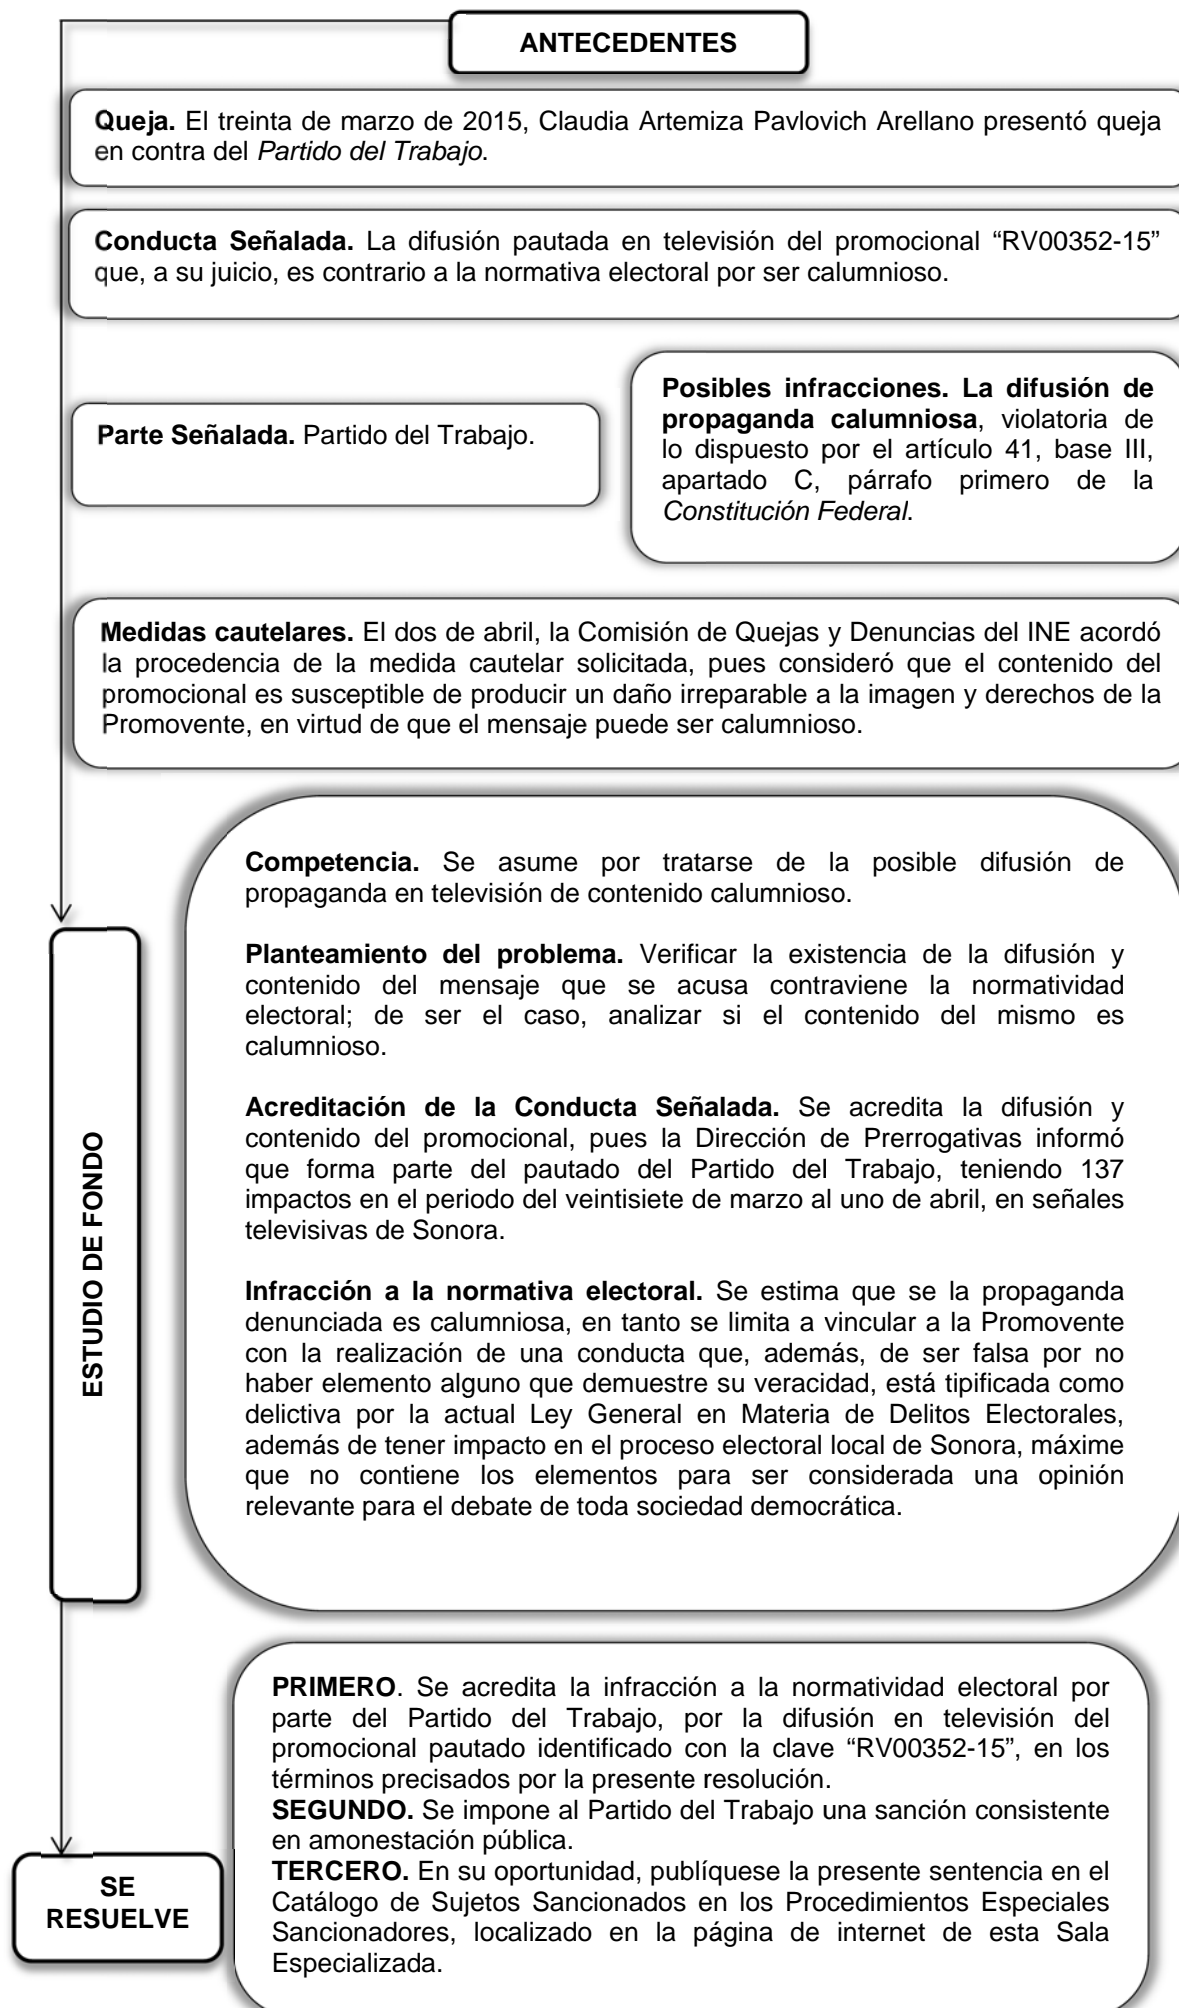 ANTECEDENTES
Queja. El treinta de marzo de 2015, Claudia Artemiza Pavlovich Arellano presentó queja
en contra del Partido del Trabajo.
Conducta Señalada. La difusión pautada en televisión del promocional “RV00352-15”
que, a su juicio, es contrario a la normativa electoral por ser calumnioso.
Parte Señalada. Partido del Trabajo.
Posibles infracciones. La difusión de
propaganda calumniosa, violatoria de
lo dispuesto por el artículo 41, base III,
apartado C, párrafo primero de la
Constitución Federal.
Medidas cautelares. El dos de abril, la Comisión de Quejas y Denuncias del INE acordó
la procedencia de la medida cautelar solicitada, pues consideró que el contenido del
promocional es susceptible de producir un daño irreparable a la imagen y derechos de la
Promovente, en virtud de que el mensaje puede ser calumnioso.
ESTUDIO DE FONDO
Competencia. Se asume por tratarse de la posible difusión de
propaganda en televisión de contenido calumnioso.
Planteamiento del problema. Verificar la existencia de la difusión y
contenido del mensaje que se acusa contraviene la normatividad
electoral; de ser el caso, analizar si el contenido del mismo es
calumnioso.
Acreditación de la Conducta Señalada. Se acredita la difusión y
contenido del promocional, pues la Dirección de Prerrogativas informó
que forma parte del pautado del Partido del Trabajo, teniendo 137
impactos en el periodo del veintisiete de marzo al uno de abril, en señales
televisivas de Sonora.
Infracción a la normativa electoral. Se estima que se la propaganda
denunciada es calumniosa, en tanto se limita a vincular a la Promovente
con la realización de una conducta que, además, de ser falsa por no
haber elemento alguno que demuestre su veracidad, está tipificada como
delictiva por la actual Ley General en Materia de Delitos Electorales,
además de tener impacto en el proceso electoral local de Sonora, máxime
que no contiene los elementos para ser considerada una opinión
relevante para el debate de toda sociedad democrática.
SE
RESUELVE
PRIMERO. Se acredita la infracción a la normatividad electoral por
parte del Partido del Trabajo, por la difusión en televisión del
promocional pautado identificado con la clave “RV00352-15”, en los
términos precisados por la presente resolución.
SEGUNDO. Se impone al Partido del Trabajo una sanción consistente
en amonestación pública.
TERCERO. En su oportunidad, publíquese la presente sentencia en el
Catálogo de Sujetos Sancionados en los Procedimientos Especiales
Sancionadores, localizado en la página de internet de esta Sala
Especializada.